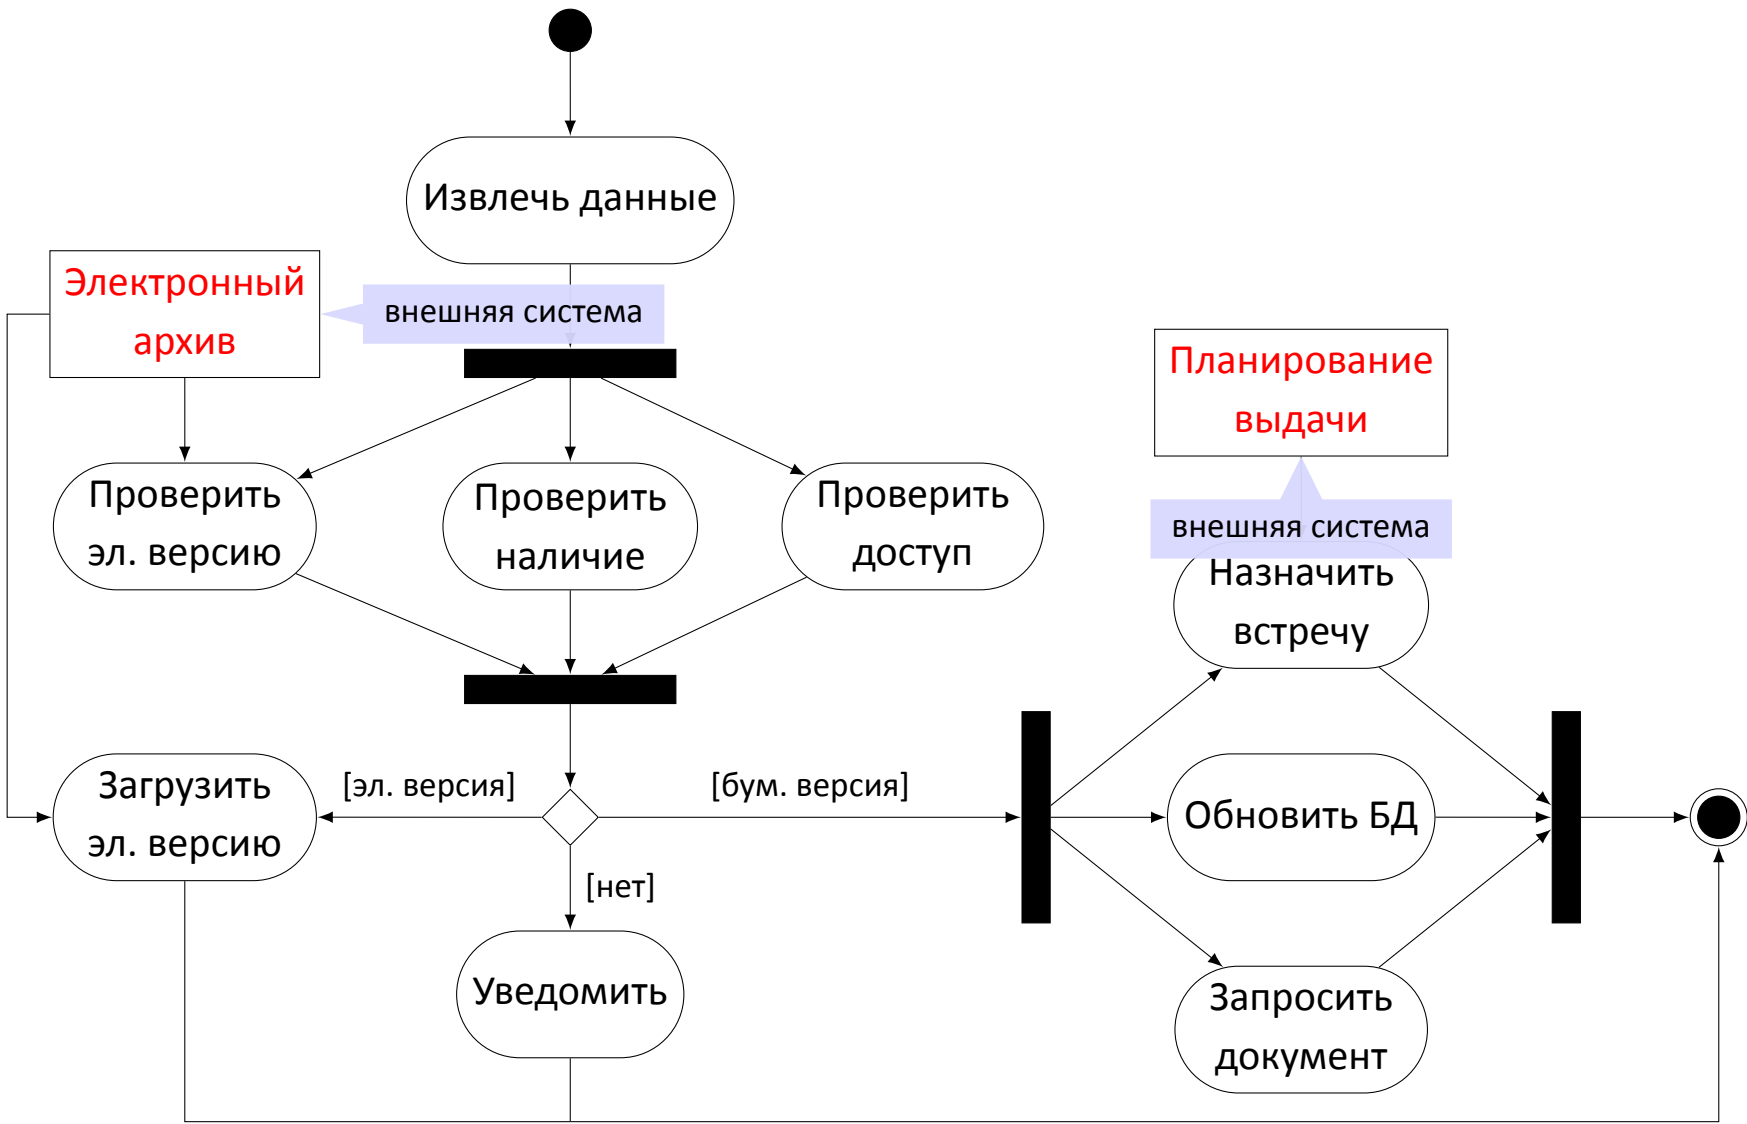 Извлечь данные
Электронный
архив
внешняя система
Планирование
выдачи
внешняя система
Проверить
эл. версию
Проверить
наличие
Проверить
доступ
Назначить
встречу
[эл. версия]
[бум. версия]
Загрузить
эл. версию
Обновить БД
[нет]
Уведомить
Запросить
документ